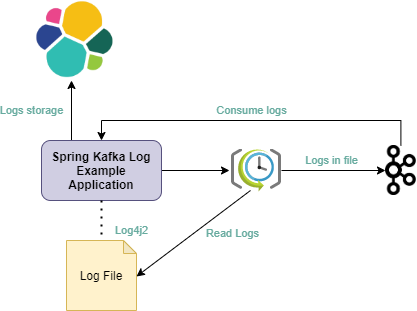 Logs storage
Consume logs
Spring Kafka Log
Example
Application
Logs in file
Log4j2
Read Logs
Log File